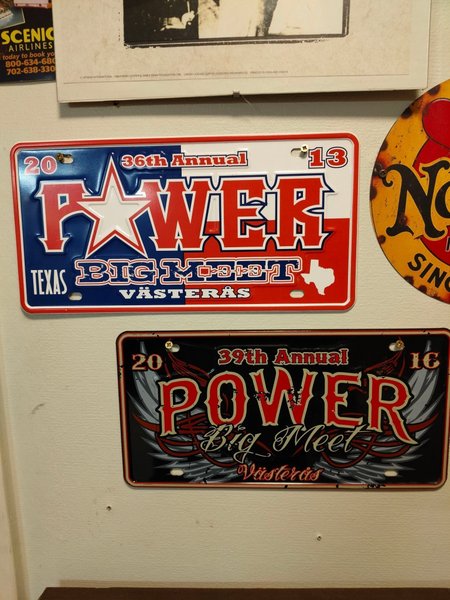 SCENIC
AIRLINES
today to book yo
800-634-680
702-638-330
20 36th Annual 13
POWER
TEXAS BIG MEET
VÄSTERÅS
20 39th Annual 16
POWER
Big Meet
Västerås
SINC